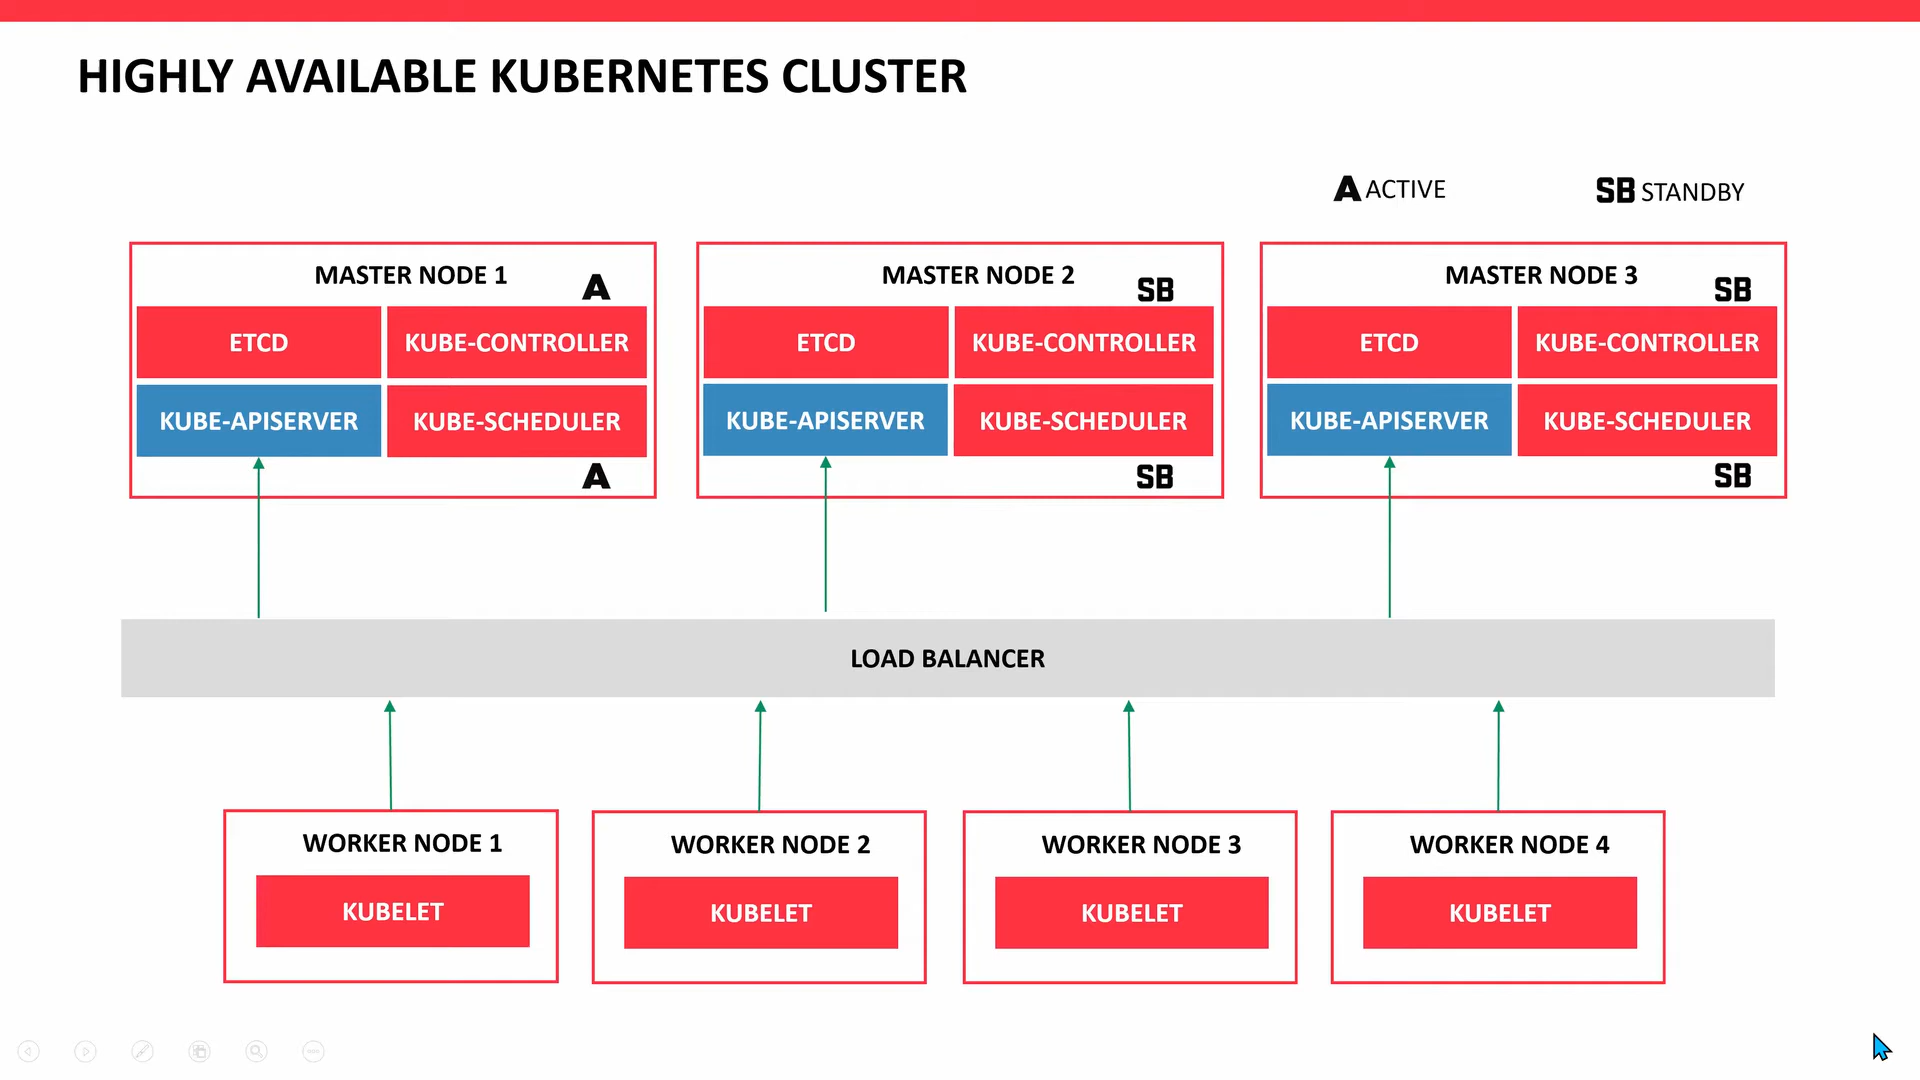 HIGHLY AVAILABLE KUBERNETES CLUSTER
A ACTIVE
SB STANDBY
MASTER NODE 1
A
ETCD
KUBE-CONTROLLER
KUBE-APISERVER
KUBE-SCHEDULER
A
MASTER NODE 2
SB
ETCD
KUBE-CONTROLLER
KUBE-APISERVER
KUBE-SCHEDULER
SB
MASTER NODE 3
SB
ETCD
KUBE-CONTROLLER
KUBE-APISERVER
KUBE-SCHEDULER
SB
LOAD BALANCER
WORKER NODE 1
KUBELET
WORKER NODE 2
KUBELET
WORKER NODE 3
KUBELET
WORKER NODE 4
KUBELET